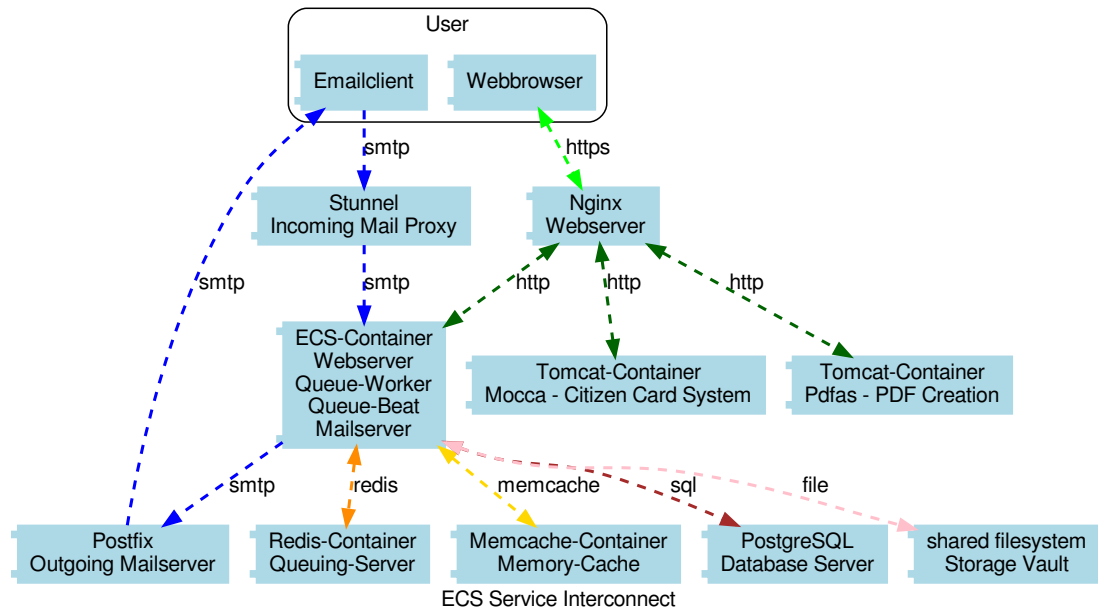 User
Emailclient
Webbrowser
smtp
https
Stunnel
Incoming Mail Proxy
Nginx
Webserver
smtp
smtp
http
http
http
ECS-Container
Webserver
Queue-Worker
Queue-Beat
Mailserver
Tomcat-Container
Mocca - Citizen Card System
Tomcat-Container
Pdfas - PDF Creation
smtp
redis
memcache
sql
file
Postfix
Outgoing Mailserver
Redis-Container
Queuing-Server
Memcache-Container
Memory-Cache
PostgreSQL
Database Server
shared filesystem
Storage Vault
ECS Service Interconnect